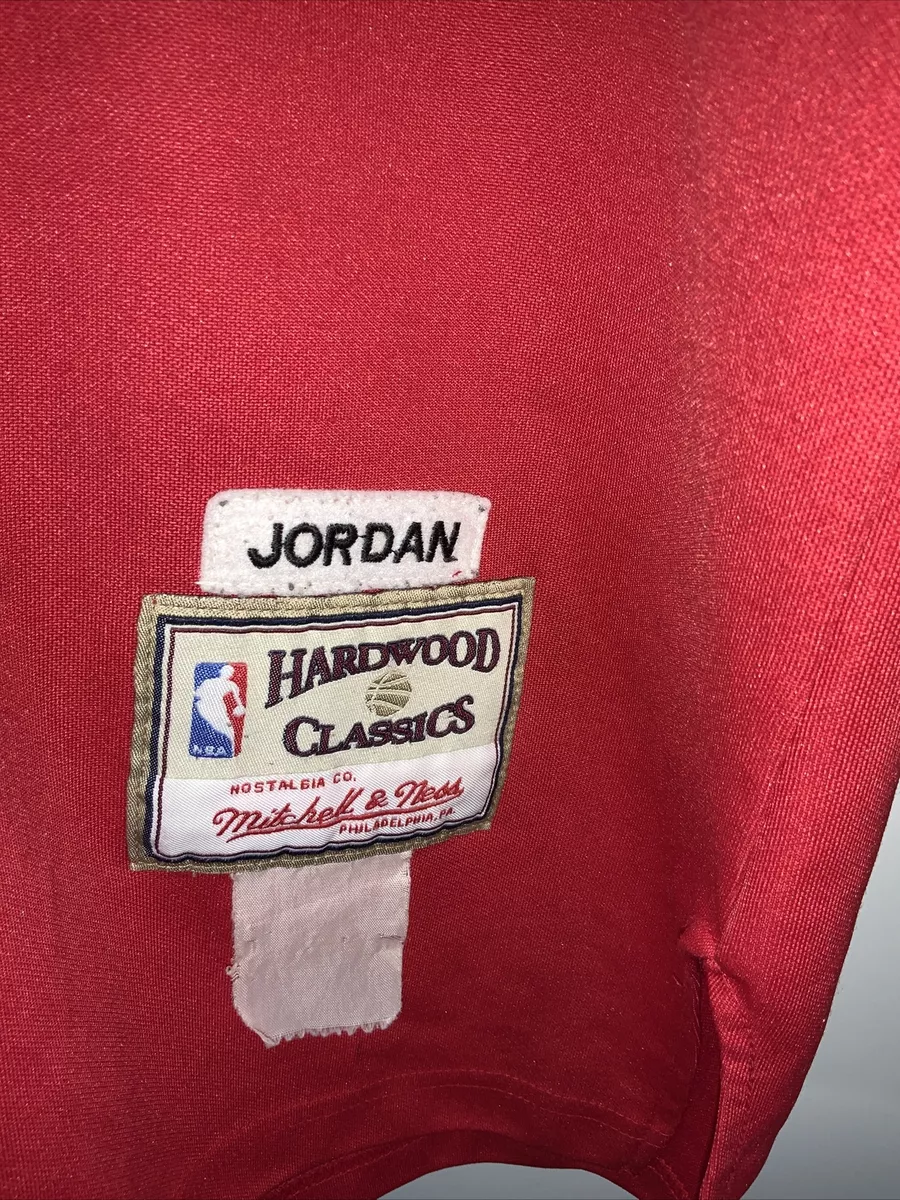 JORDAN
HARDWOOD
CLASSICS
NBA
NOSTALGIA CO.
Mitchell & Ness
PHILADELPHIA, PA.